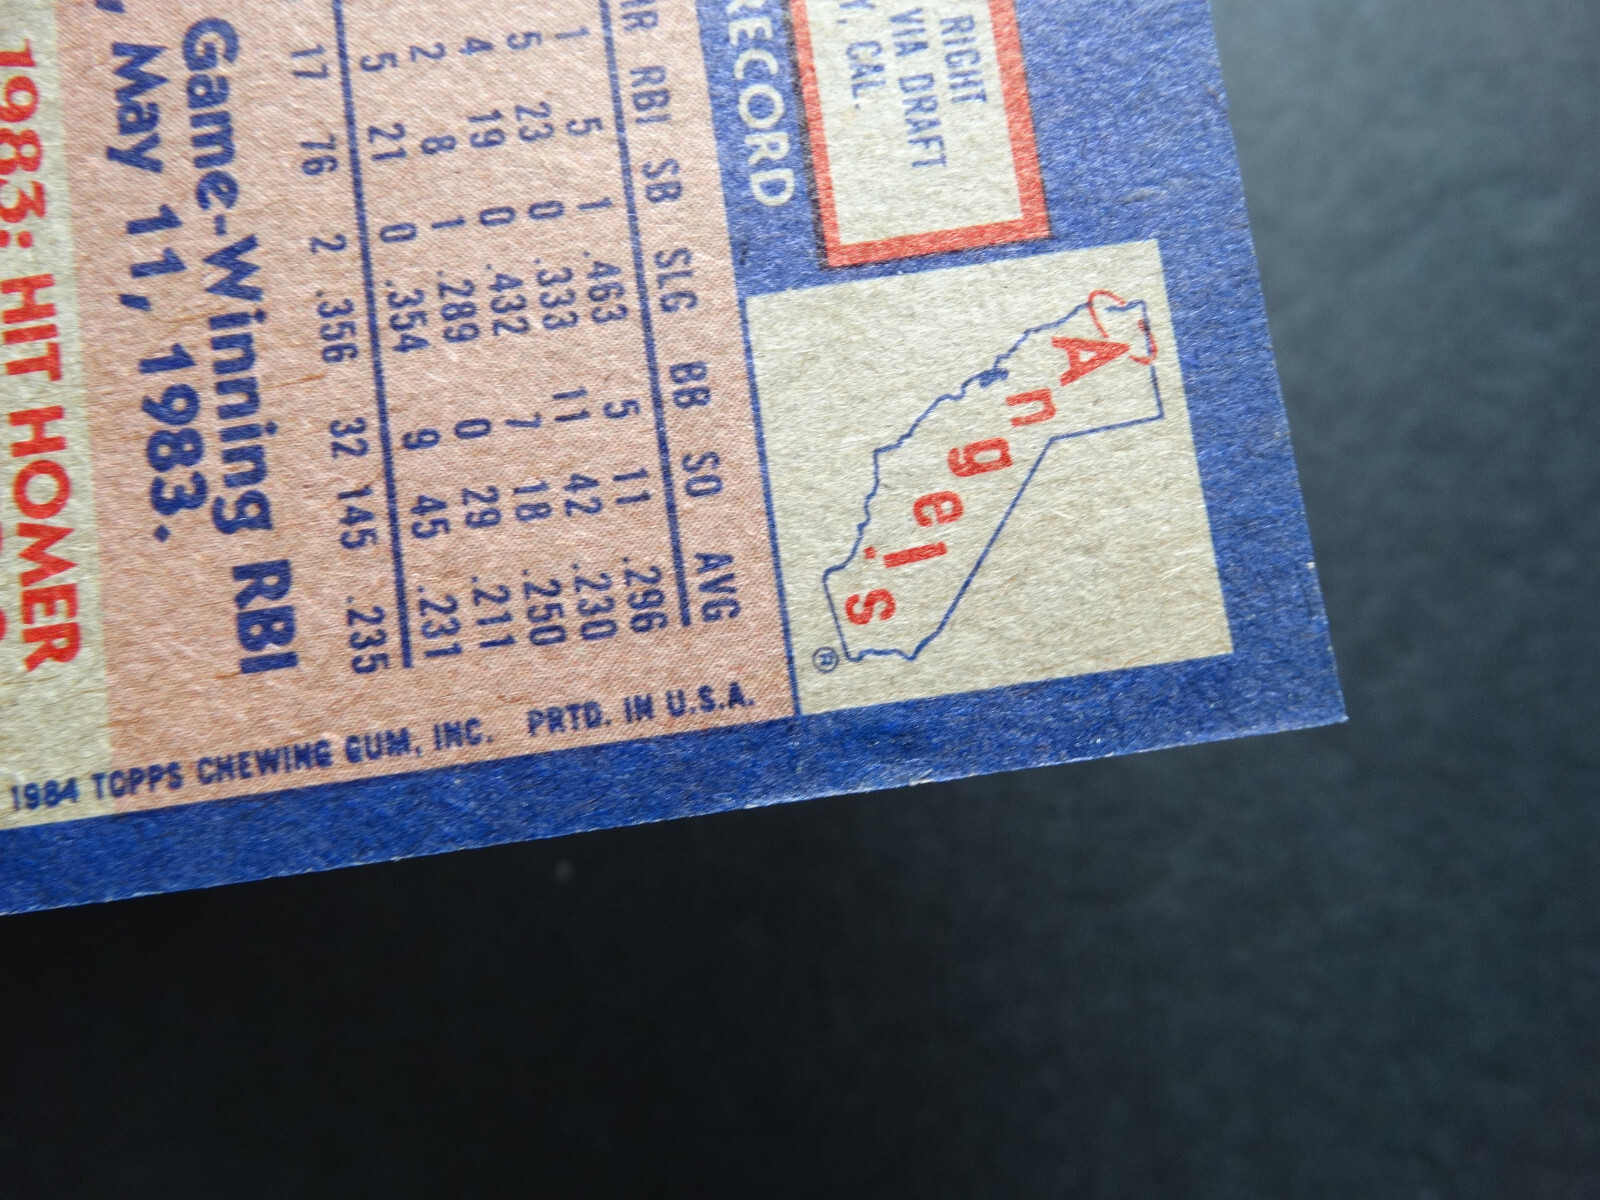 RIGHT
VIA DRAFT
Y, CAL.
Angels
®
RECORD
HR RBI SB SLG BB SO AVG
1 5 1 .463 5 11 .296
5 23 0 .333 11 42 .230
4 19 0 .432 7 18 .250
2 8 1 .289 0 29 .211
5 21 0 .354 9 45 .231
17 76 2 .356 32 145 .235
Game-Winning RBI
, May 11, 1983.
1983: HIT HOMER
1984 TOPPS CHEWING GUM, INC. PRTD. IN U.S.A.